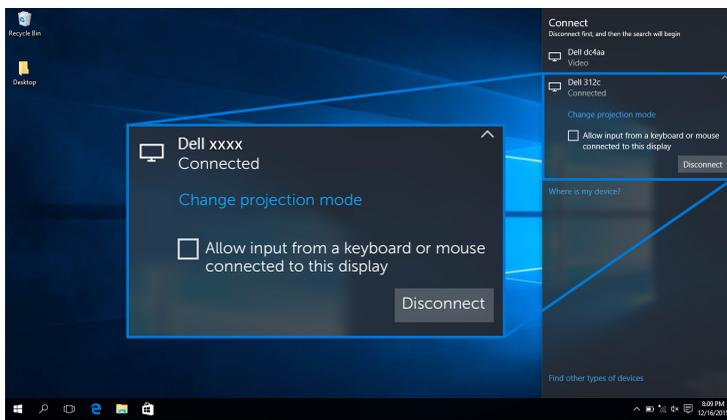 Recycle Bin
Desktop
Connect
Disconnect first, and then the search will begin
Dell dc4aa
Video
Dell 312c
Connected
Change projection mode
Allow input from a keyboard or mouse
connected to this display
Disconnect
Where is my device?
Find other types of devices
Dell xxxx
Connected
Change projection mode
Allow input from a keyboard or mouse
connected to this display
Disconnect
8:09 PM